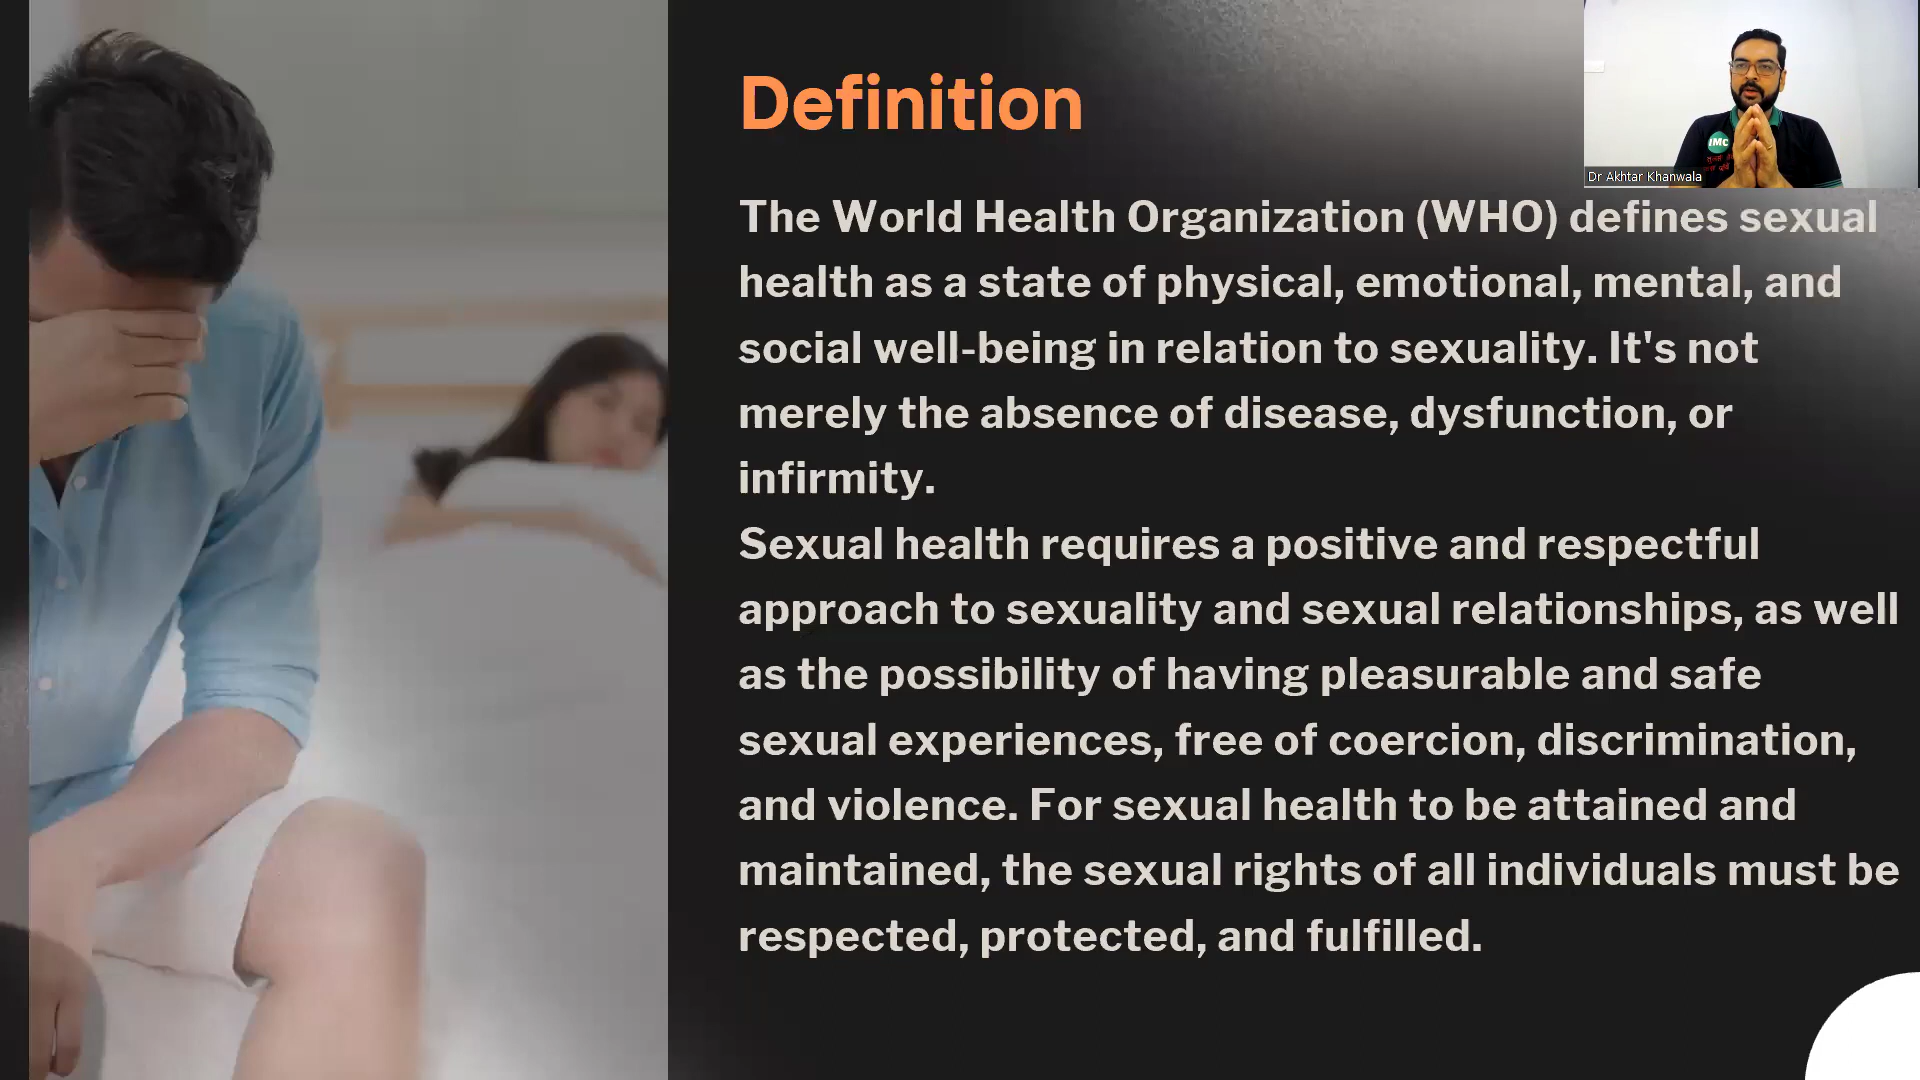 Definition
The World Health Organization (WHO) defines sexual
health as a state of physical, emotional, mental, and
social well-being in relation to sexuality. It's not
merely the absence of disease, dysfunction, or
infirmity.
Sexual health requires a positive and respectful
approach to sexuality and sexual relationships, as well
as the possibility of having pleasurable and safe
sexual experiences, free of coercion, discrimination,
and violence. For sexual health to be attained and
maintained, the sexual rights of all individuals must be
respected, protected, and fulfilled.
IMC
Dr Akhtar Khanwala